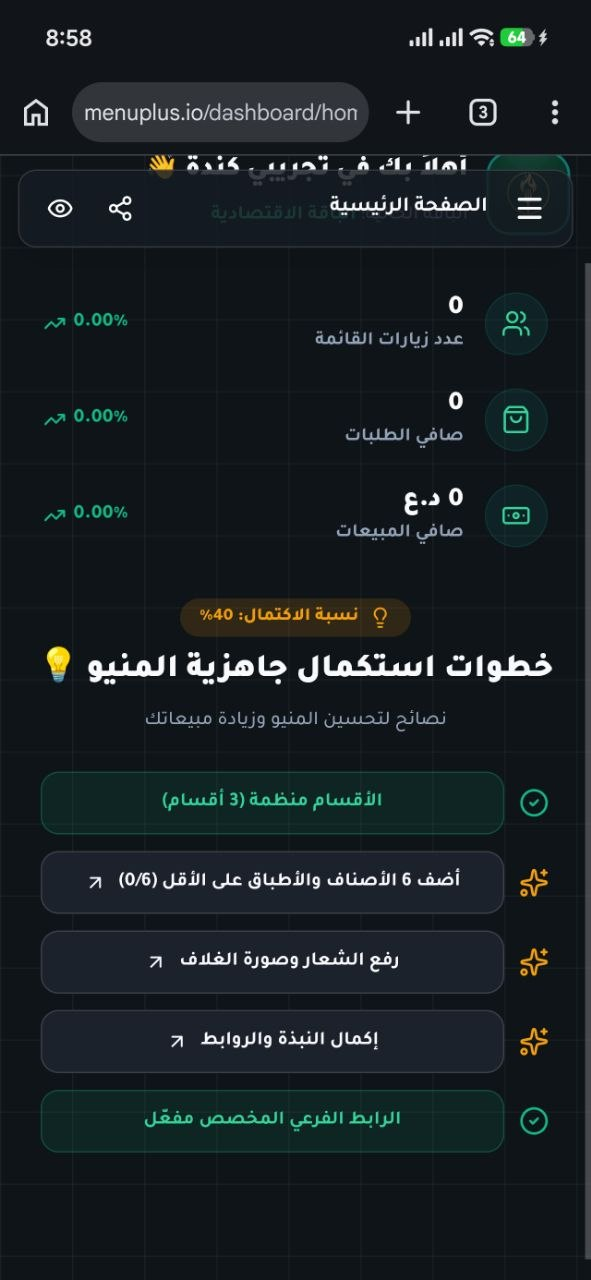 8:58
64
menuplus.io/dashboard/hom
3
أهلاً بك في تجريبي كندة 👋
الصفحة الرئيسية
الباقة الاقتصادية
0
عدد زيارات القائمة
0.00%
0
صافي الطلبات
0.00%
0 د.ع
صافي المبيعات
0.00%
نسبة الاكتمال: 40%
خطوات استكمال جاهزية المنيو 💡
نصائح لتحسين المنيو وزيادة مبيعاتك
الأقسام منظمة (3 أقسام)
أضف 6 الأصناف والأطباق على الأقل (0/6)
رفع الشعار وصورة الغلاف
إكمال النبذة والروابط
الرابط الفرعي المخصص مفعّل